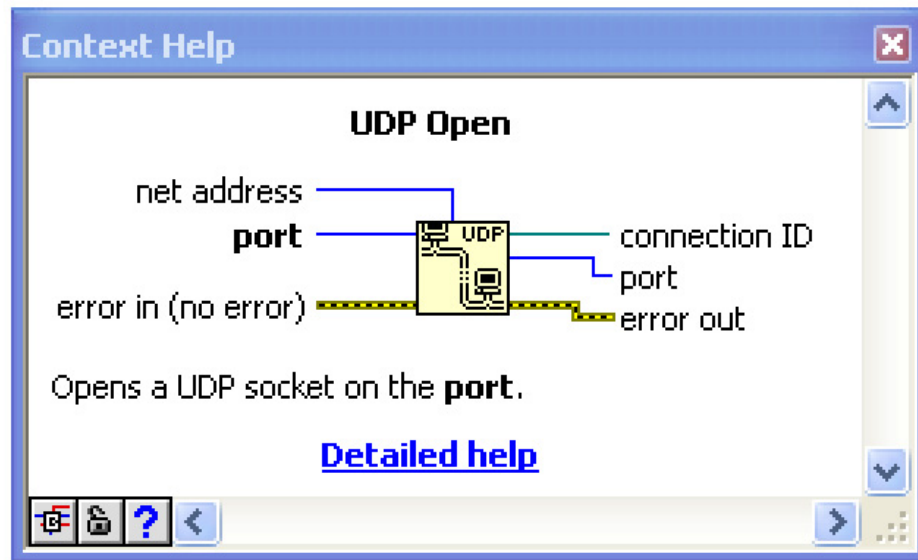 Context Help
UDP Open
net address
port
error in (no error)
UDP
connection ID
port
error out
Opens a UDP socket on the port.
Detailed help
?